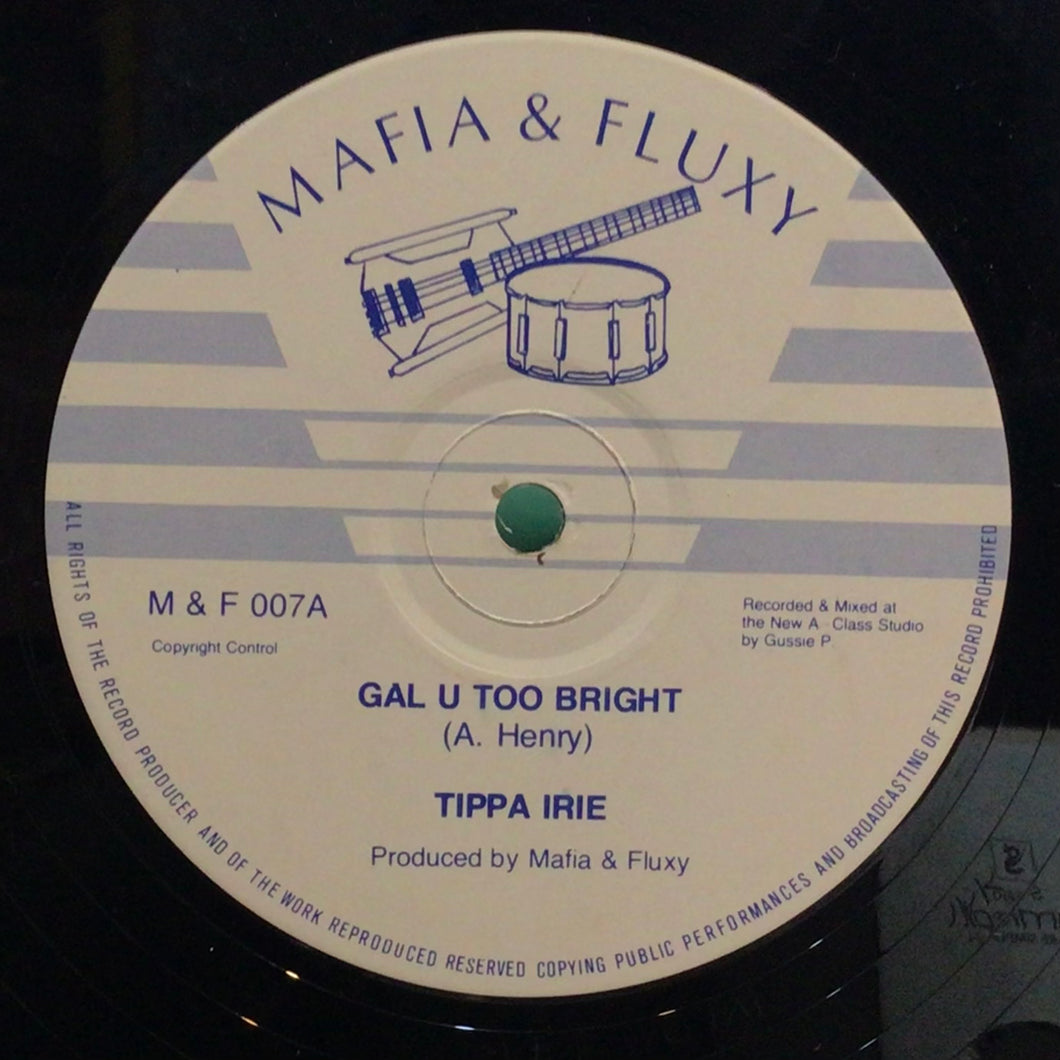 MAFIA & FLUXY
M & F 007A
Copyright Control
Recorded & Mixed at
the New A - Class Studio
by Gussie P.
GAL U TOO BRIGHT
(A. Henry)
TIPPA IRIE
Produced by Mafia & Fluxy
ALL RIGHTS OF THE RECORD PRODUCER AND OF THE WORK REPRODUCED RESERVED COPYING PUBLIC PERFORMANCES AND BROADCASTING OF THIS RECORD PROHIBITED